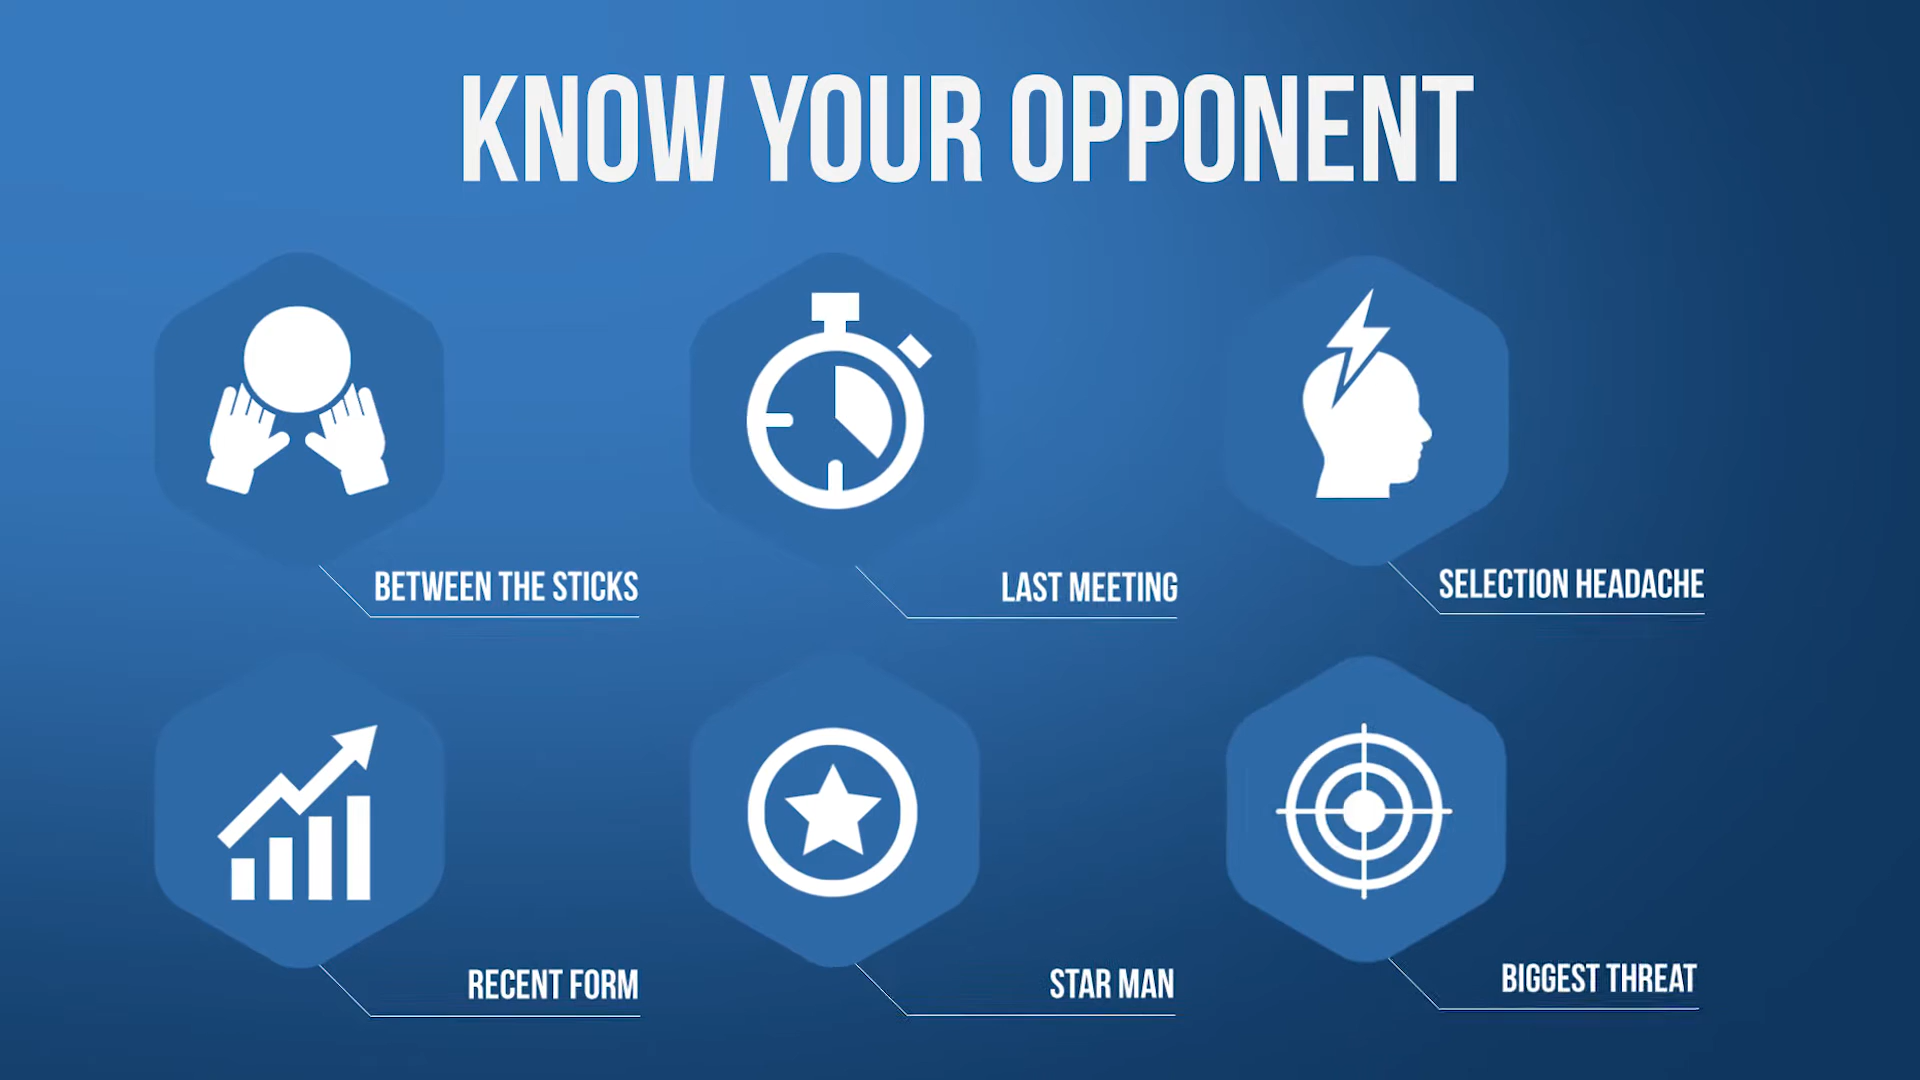 KNOW YOUR OPPONENT
BETWEEN THE STICKS
LAST MEETING
SELECTION HEADACHE
RECENT FORM
STAR MAN
BIGGEST THREAT